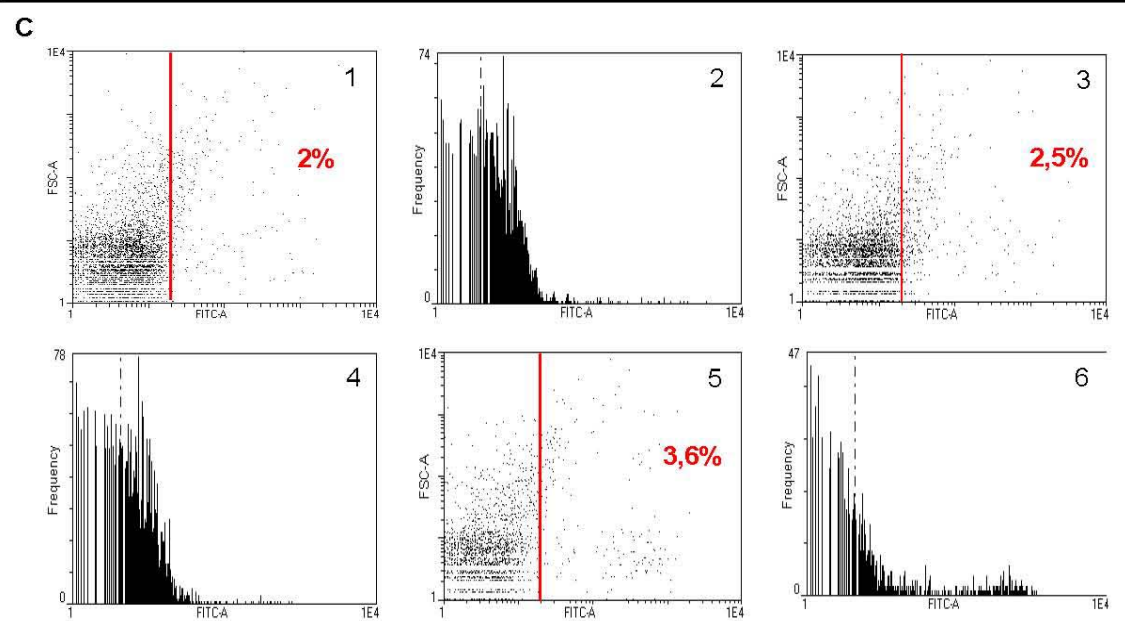 C
1E4
1
FSC-A
2%
1
FITC-A
1E4
74
2
Frequency
0
1
FITC-A
1E4
1E4
3
FSC-A
2,5%
1
1
FITC-A
1E4
78
4
Frequency
0
1
FITC-A
1E4
1E4
5
FSC-A
3,6%
1
1
FITC-A
1E4
47
6
Frequency
0
1
FITC-A
1E4